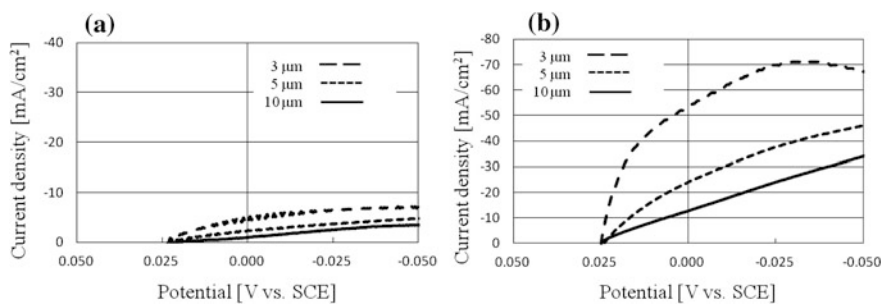 (a)
Current density [mA/cm²]
-40
-30
-20
-10
0
3 μm
5 μm
10 μm
0.050 0.025 0.000 -0.025 -0.050
Potential [V vs. SCE]
(b)
Current density [mA/cm²]
-80
-70
-60
-50
-40
-30
-20
-10
0
3 μm
5 μm
10 μm
0.050 0.025 0.000 -0.025 -0.050
Potential [V vs. SCE]